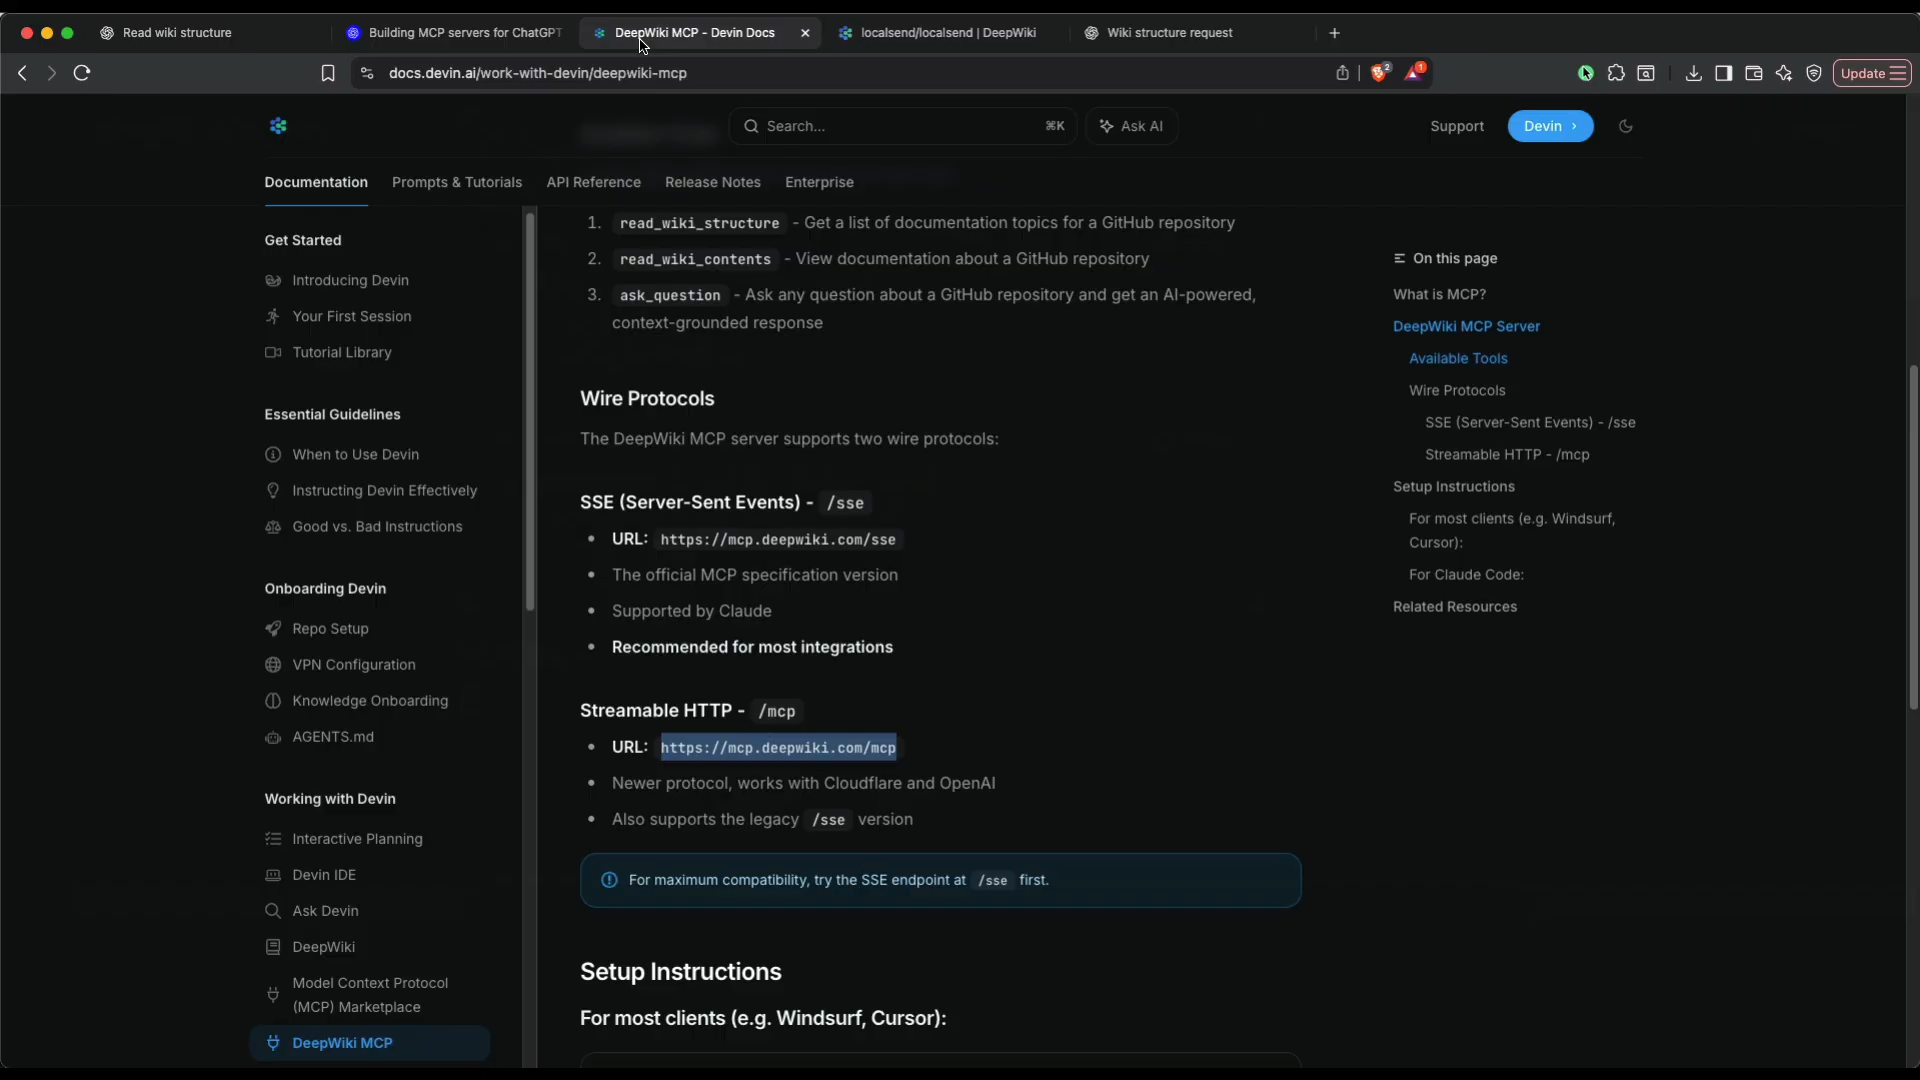 Read wiki structure
Building MCP servers for ChatGPT
DeepWiki MCP - Devin Docs
localsend/localsend | DeepWiki
Wiki structure request
docs.devin.ai/work-with-devin/deepwiki-mcp
2
1
Update
Search...
⌘K
Ask AI
Support
Devin
Documentation
Prompts & Tutorials
API Reference
Release Notes
Enterprise
Get Started
Introducing Devin
Your First Session
Tutorial Library
Essential Guidelines
When to Use Devin
Instructing Devin Effectively
Good vs. Bad Instructions
Onboarding Devin
Repo Setup
VPN Configuration
Knowledge Onboarding
AGENTS.md
Working with Devin
Interactive Planning
Devin IDE
Ask Devin
DeepWiki
Model Context Protocol
(MCP) Marketplace
DeepWiki MCP
1. read_wiki_structure - Get a list of documentation topics for a GitHub repository
2. read_wiki_contents - View documentation about a GitHub repository
3. ask_question - Ask any question about a GitHub repository and get an AI-powered,
context-grounded response
Wire Protocols
The DeepWiki MCP server supports two wire protocols:
SSE (Server-Sent Events) - /sse
• URL: https://mcp.deepwiki.com/sse
• The official MCP specification version
• Supported by Claude
• Recommended for most integrations
Streamable HTTP - /mcp
• URL: https://mcp.deepwiki.com/mcp
• Newer protocol, works with Cloudflare and OpenAI
• Also supports the legacy /sse version
For maximum compatibility, try the SSE endpoint at /sse first.
Setup Instructions
For most clients (e.g. Windsurf, Cursor):
On this page
What is MCP?
DeepWiki MCP Server
Available Tools
Wire Protocols
SSE (Server-Sent Events) - /sse
Streamable HTTP - /mcp
Setup Instructions
For most clients (e.g. Windsurf,
Cursor):
For Claude Code:
Related Resources